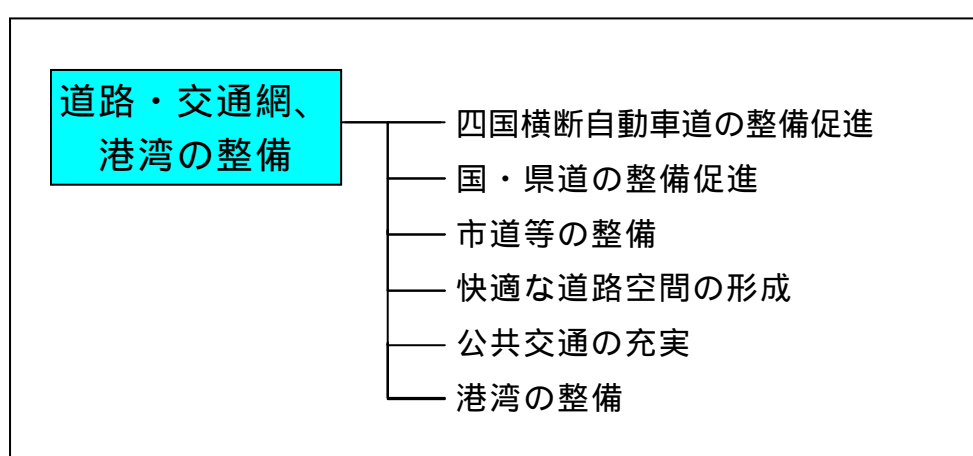 道路・交通網、
港湾の整備
四国横断自動車道の整備促進
国・県道の整備促進
市道等の整備
快適な道路空間の形成
公共交通の充実
港湾の整備